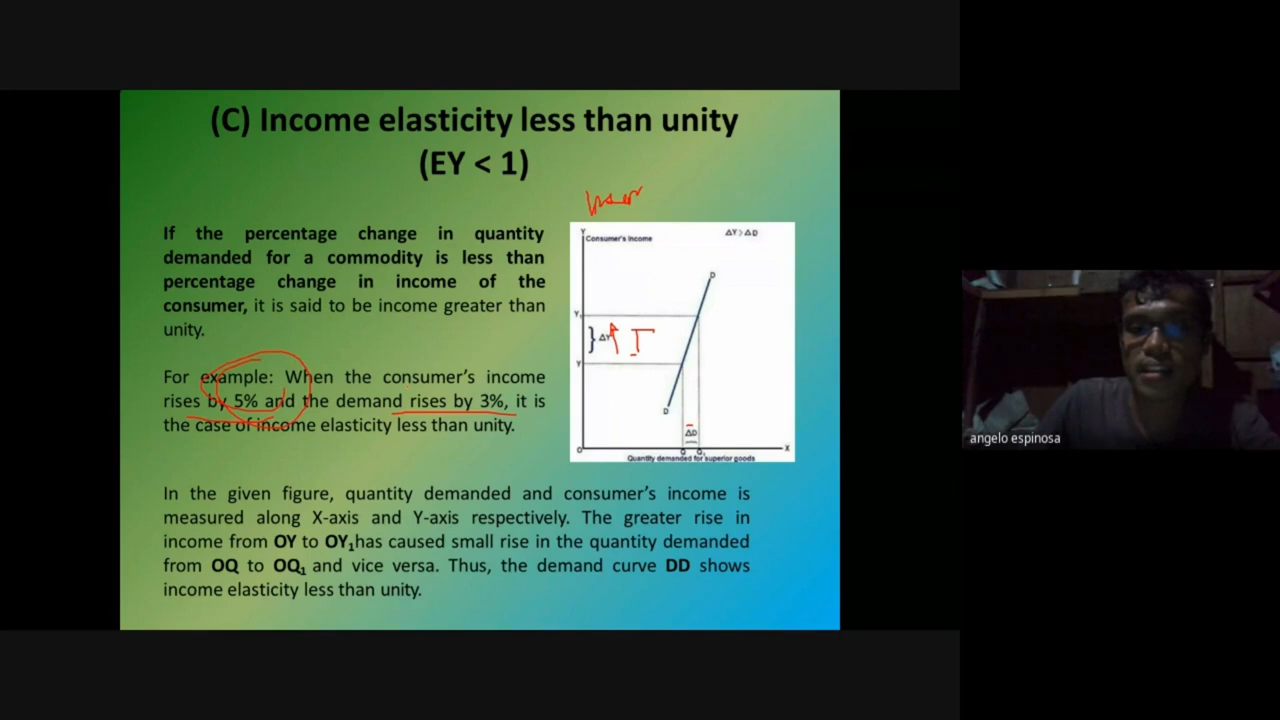 (C) Income elasticity less than unity
(EY < 1)
If the percentage change in quantity
demanded for a commodity is less than
percentage change in income of the
consumer, it is said to be income greater than
unity.
For example: When the consumer's income
rises by 5% and the demand rises by 3%, it is
the case of income elasticity less than unity.
Y
Consumer's Income
ΔY > ΔD
D
Y₁
ΔY
Y
D
ΔD
O
Q Q₁
X
Quantity demanded for superior goods
In the given figure, quantity demanded and consumer's income is
measured along X-axis and Y-axis respectively. The greater rise in
income from OY to OY₁has caused small rise in the quantity demanded
from OQ to OQ₁ and vice versa. Thus, the demand curve DD shows
income elasticity less than unity.
angelo espinosa